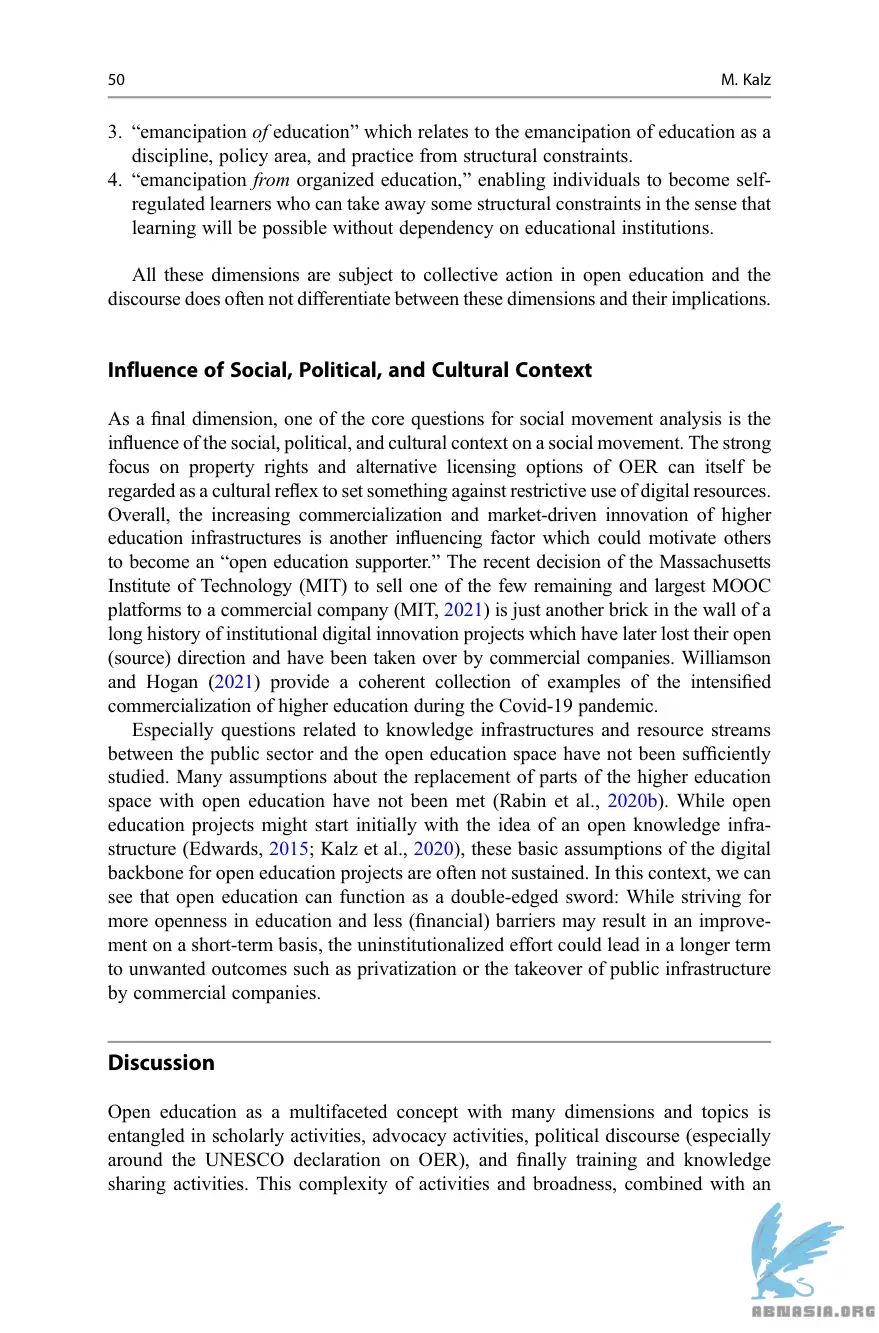 50 M. Kalz
3. “emancipation of education” which relates to the emancipation of education as a
discipline, policy area, and practice from structural constraints.
4. “emancipation from organized education,” enabling individuals to become self-
regulated learners who can take away some structural constraints in the sense that
learning will be possible without dependency on educational institutions.
All these dimensions are subject to collective action in open education and the
discourse does often not differentiate between these dimensions and their implications.
Influence of Social, Political, and Cultural Context
As a final dimension, one of the core questions for social movement analysis is the
influence of the social, political, and cultural context on a social movement. The strong
focus on property rights and alternative licensing options of OER can itself be
regarded as a cultural reflex to set something against restrictive use of digital resources.
Overall, the increasing commercialization and market-driven innovation of higher
education infrastructures is another influencing factor which could motivate others
to become an “open education supporter.” The recent decision of the Massachusetts
Institute of Technology (MIT) to sell one of the few remaining and largest MOOC
platforms to a commercial company (MIT, 2021) is just another brick in the wall of a
long history of institutional digital innovation projects which have later lost their open
(source) direction and have been taken over by commercial companies. Williamson
and Hogan (2021) provide a coherent collection of examples of the intensified
commercialization of higher education during the Covid-19 pandemic.
Especially questions related to knowledge infrastructures and resource streams
between the public sector and the open education space have not been sufficiently
studied. Many assumptions about the replacement of parts of the higher education
space with open education have not been met (Rabin et al., 2020b). While open
education projects might start initially with the idea of an open knowledge infra-
structure (Edwards, 2015; Kalz et al., 2020), these basic assumptions of the digital
backbone for open education projects are often not sustained. In this context, we can
see that open education can function as a double-edged sword: While striving for
more openness in education and less (financial) barriers may result in an improve-
ment on a short-term basis, the uninstitutionalized effort could lead in a longer term
to unwanted outcomes such as privatization or the takeover of public infrastructure
by commercial companies.
Discussion
Open education as a multifaceted concept with many dimensions and topics is
entangled in scholarly activities, advocacy activities, political discourse (especially
around the UNESCO declaration on OER), and finally training and knowledge
sharing activities. This complexity of activities and broadness, combined with an
ABNASIA.ORG